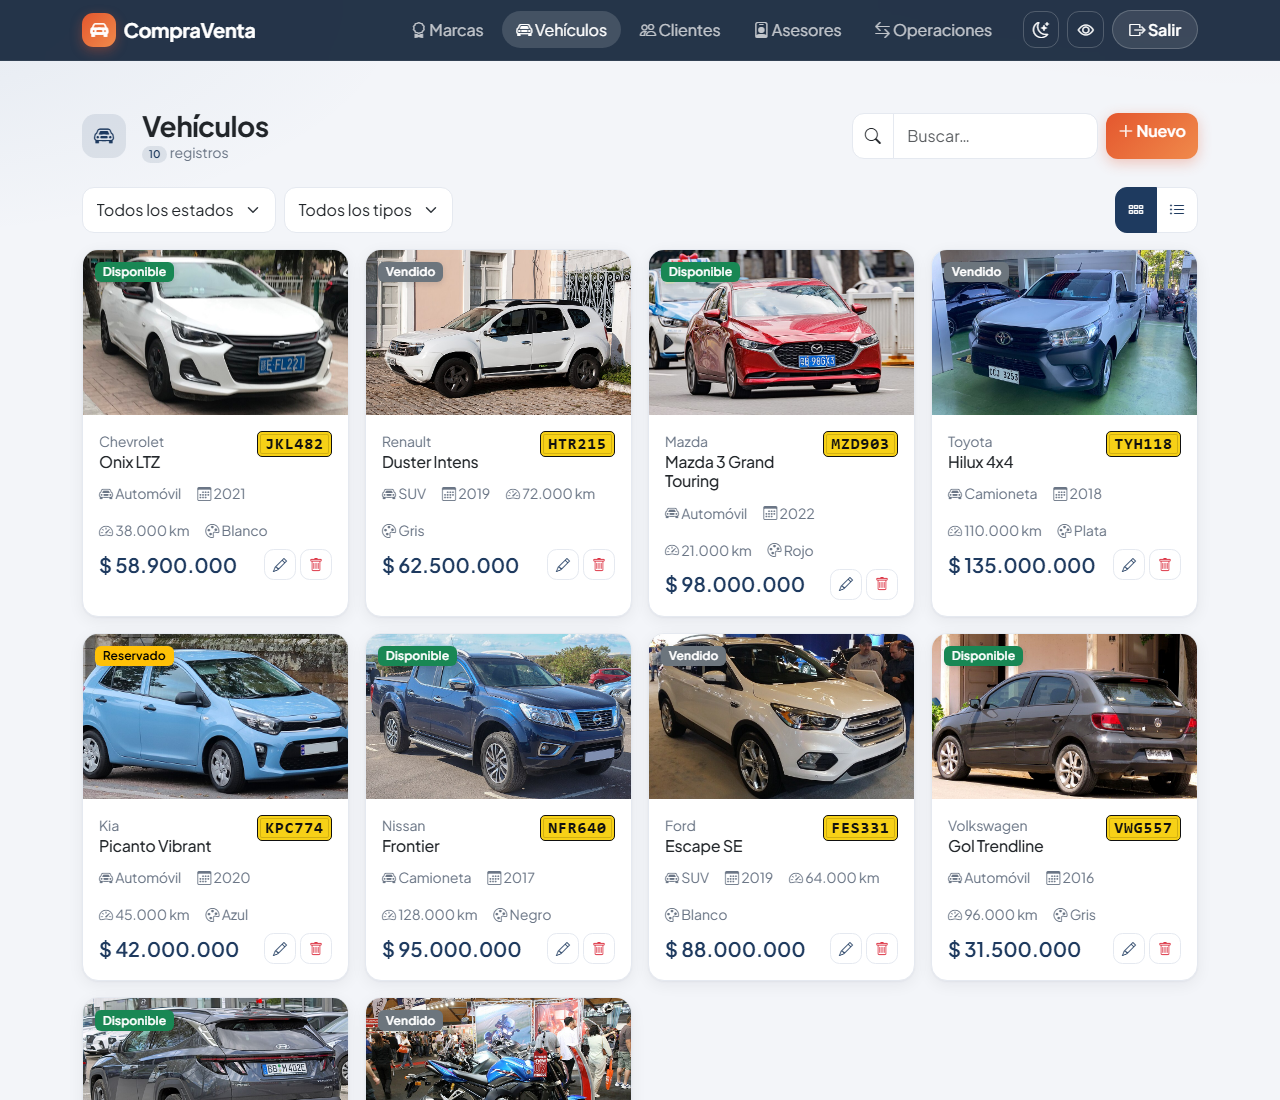 CompraVenta
Marcas
Vehículos
Clientes
Asesores
Operaciones
Salir
Vehículos
10 registros
Buscar...
Nuevo
Todos los estados
Todos los tipos
Disponible
Chevrolet
JKL482
Onix LTZ
Automóvil 2021
38.000 km Blanco
$ 58.900.000
Vendido
Renault
HTR215
Duster Intens
SUV 2019 72.000 km
Gris
$ 62.500.000
Disponible
Mazda
MZD903
Mazda 3 Grand
Touring
Automóvil 2022
21.000 km Rojo
$ 98.000.000
Vendido
Toyota
TYH118
Hilux 4x4
Camioneta 2018
110.000 km Plata
$ 135.000.000
Reservado
Kia
KPC774
Picanto Vibrant
Automóvil 2020
45.000 km Azul
$ 42.000.000
Disponible
Nissan
NFR640
Frontier
Camioneta 2017
128.000 km Negro
$ 95.000.000
Vendido
Ford
FES331
Escape SE
SUV 2019 64.000 km
Blanco
$ 88.000.000
Disponible
Volkswagen
VWG557
Gol Trendline
Automóvil 2016
96.000 km Gris
$ 31.500.000
Disponible
Vendido